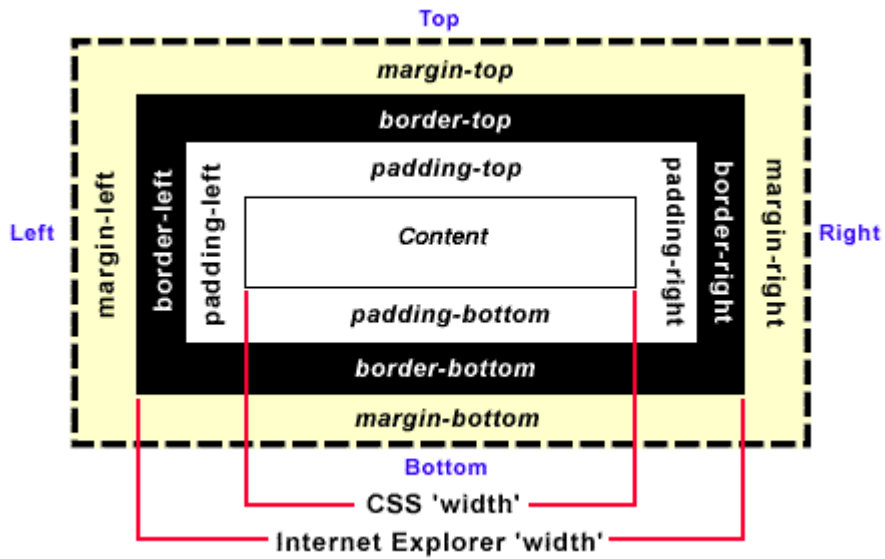 Top
margin-top
border-top
padding-top
Left
margin-left
border-left
padding-left
Content
padding-right
border-right
margin-right
Right
padding-bottom
border-bottom
margin-bottom
Bottom
CSS 'width'
Internet Explorer 'width'